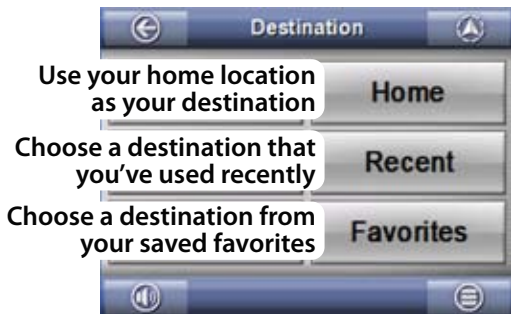 Destination
Use your home location
as your destination
Home
Choose a destination that
you've used recently
Recent
Choose a destination from
your saved favorites
Favorites